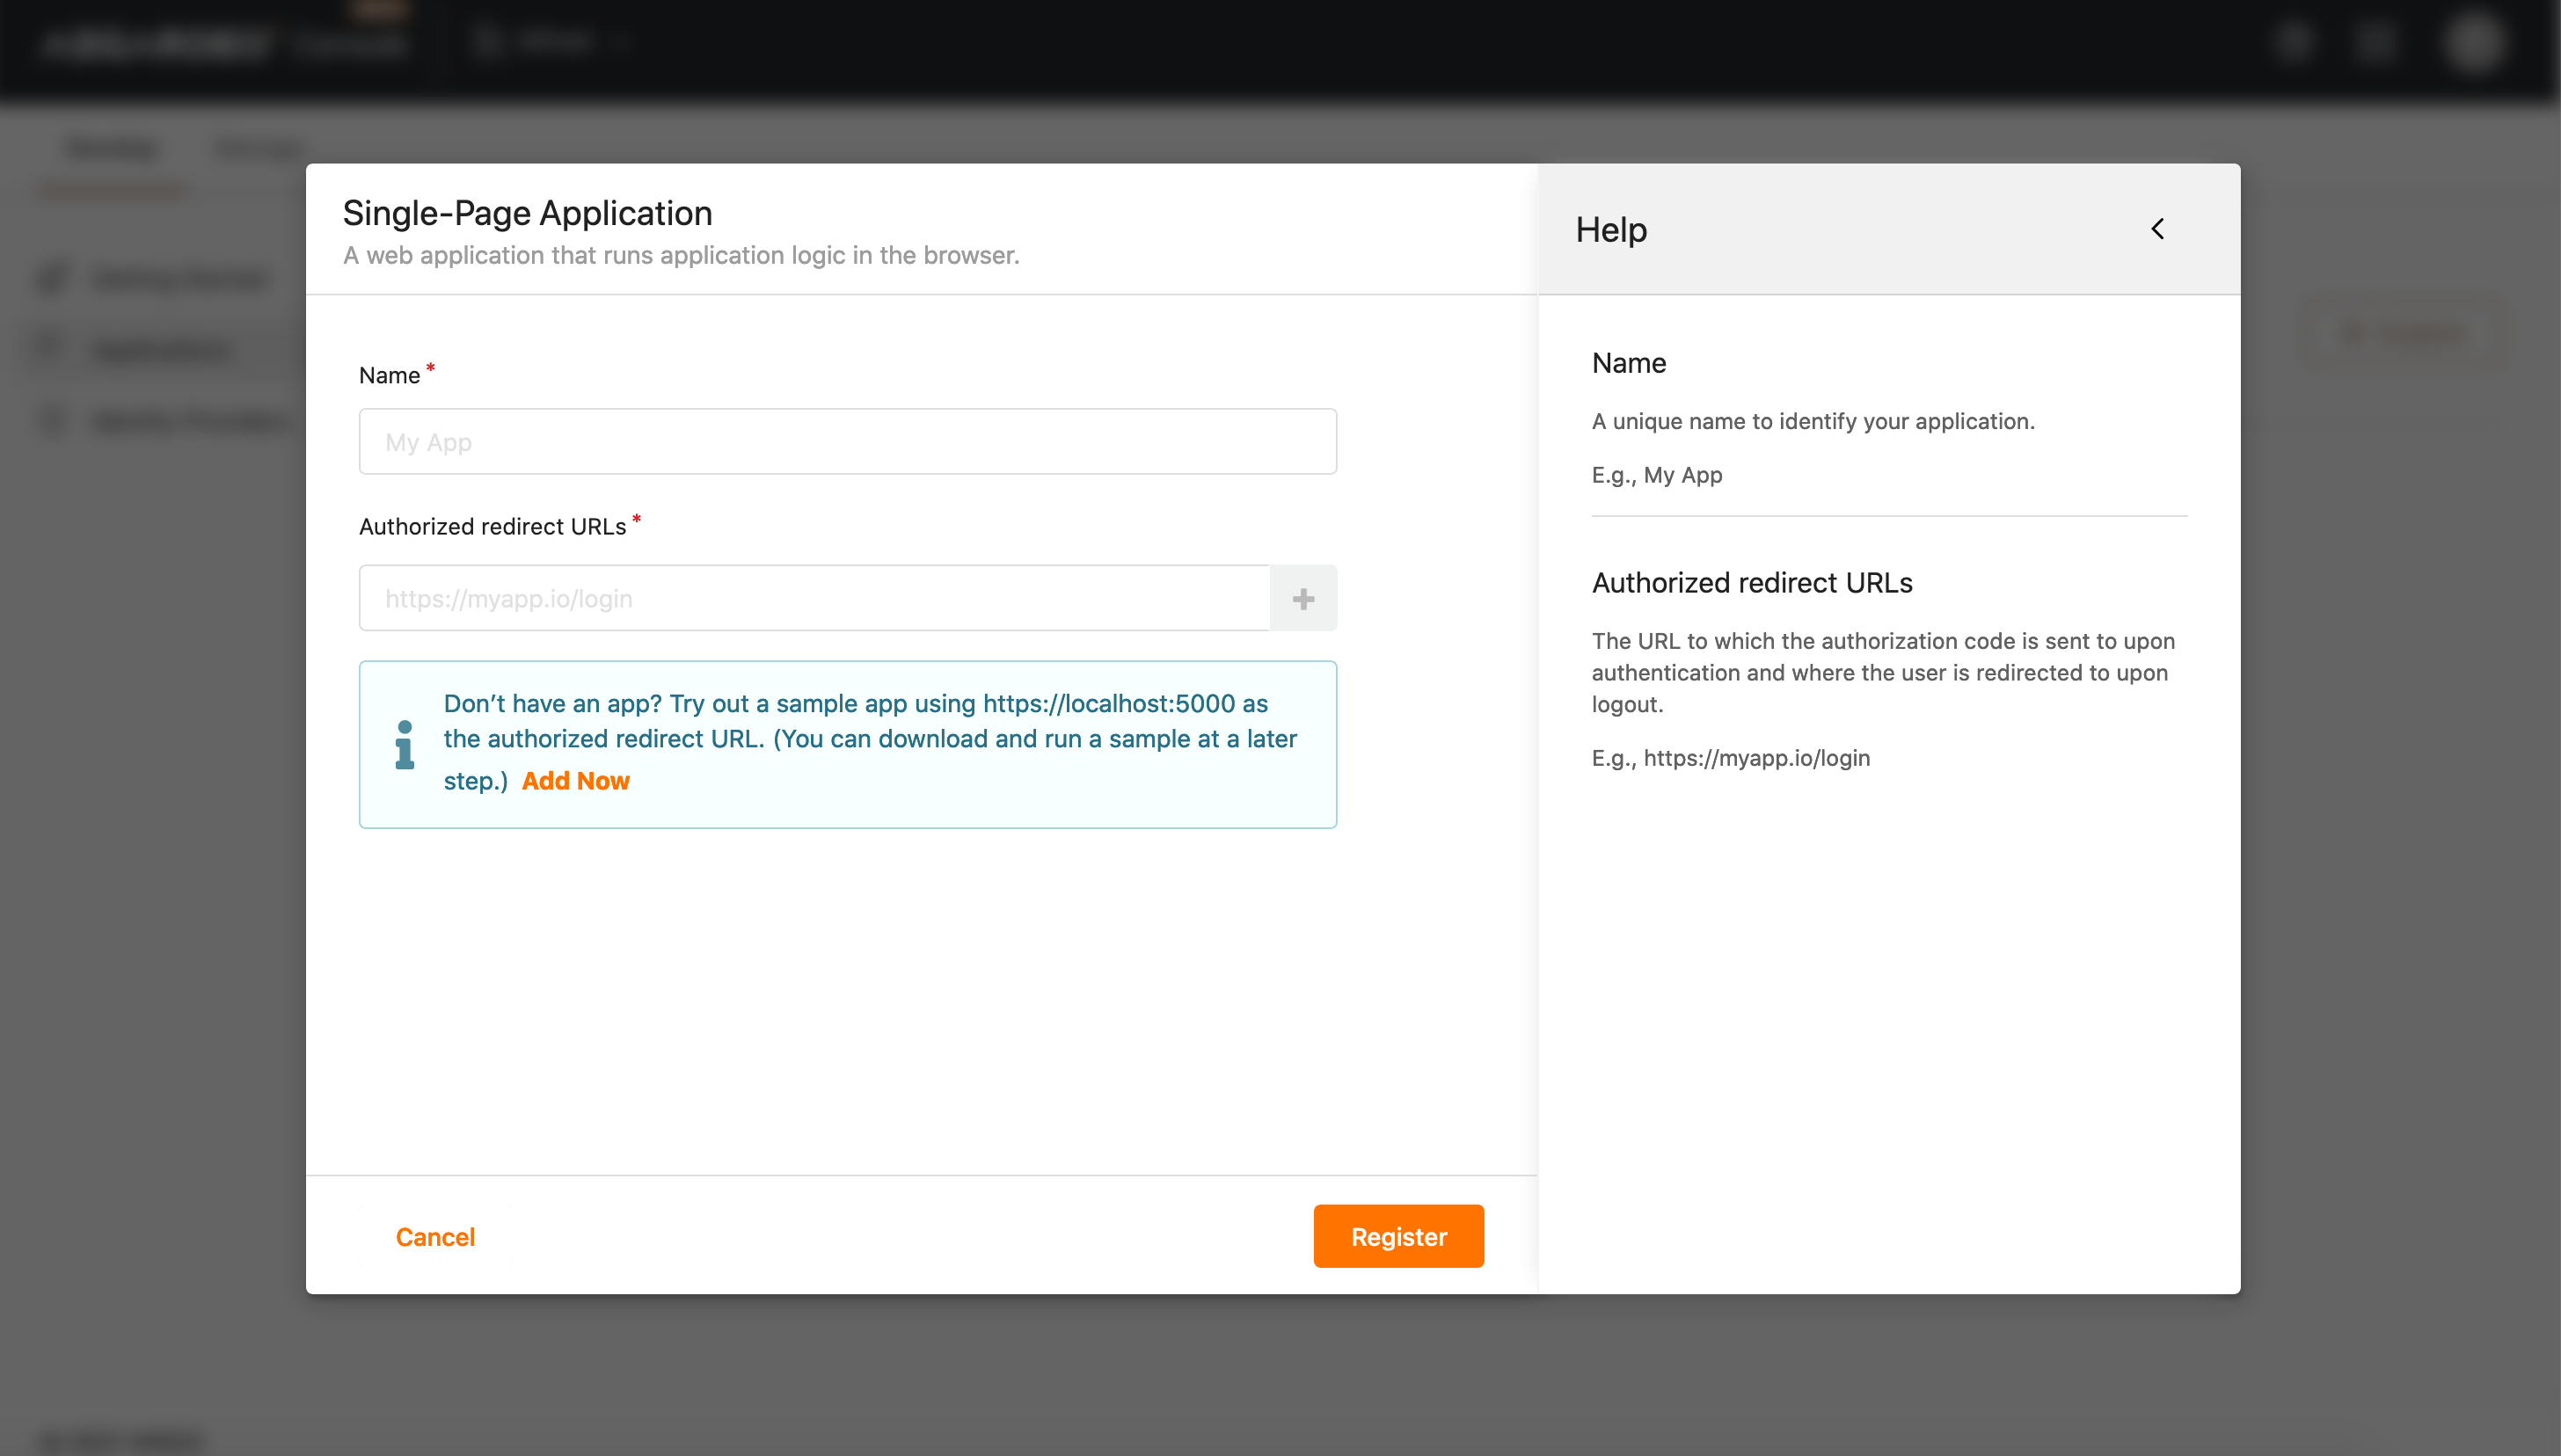 Single-Page Application
A web application that runs application logic in the browser.
Name *
My App
Authorized redirect URLs *
https://myapp.io/login
Don’t have an app? Try out a sample app using https://localhost:5000 as
the authorized redirect URL. (You can download and run a sample at a later
step.) Add Now
Cancel
Register
Help
Name
A unique name to identify your application.
E.g., My App
Authorized redirect URLs
The URL to which the authorization code is sent to upon
authentication and where the user is redirected to upon
logout.
E.g., https://myapp.io/login